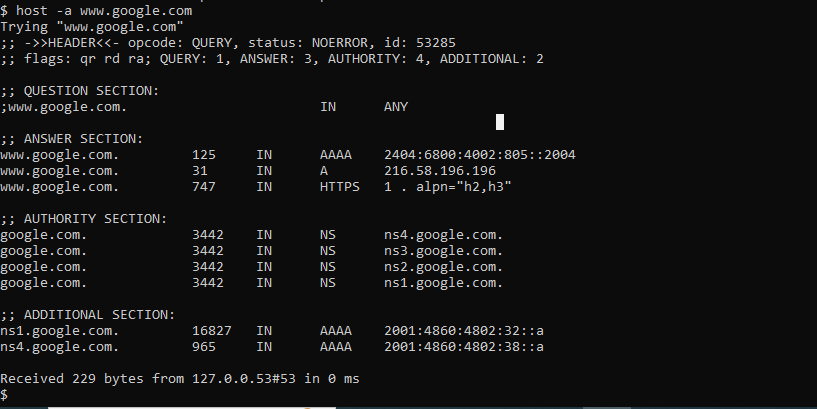 $ host -a www.google.com
Trying "www.google.com"
;; ->>HEADER<<- opcode: QUERY, status: NOERROR, id: 53285
;; flags: qr rd ra; QUERY: 1, ANSWER: 3, AUTHORITY: 4, ADDITIONAL: 2
;; QUESTION SECTION:
;www.google.com. IN ANY
;; ANSWER SECTION:
www.google.com. 125 IN AAAA 2404:6800:4002:805::2004
www.google.com. 31 IN A 216.58.196.196
www.google.com. 747 IN HTTPS 1 . alpn="h2,h3"
;; AUTHORITY SECTION:
google.com. 3442 IN NS ns4.google.com.
google.com. 3442 IN NS ns3.google.com.
google.com. 3442 IN NS ns2.google.com.
google.com. 3442 IN NS ns1.google.com.
;; ADDITIONAL SECTION:
ns1.google.com. 16827 IN AAAA 2001:4860:4802:32::a
ns4.google.com. 965 IN AAAA 2001:4860:4802:38::a
Received 229 bytes from 127.0.0.53#53 in 0 ms
$